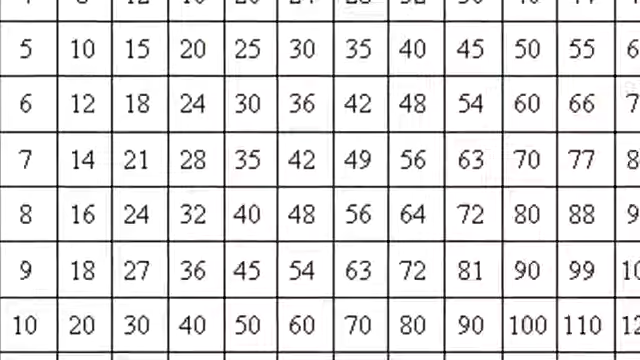 5 10 15 20 25 30 35 40 45 50 55
6 12 18 24 30 36 42 48 54 60 66
7 14 21 28 35 42 49 56 63 70 77
8 16 24 32 40 48 56 64 72 80 88
9 18 27 36 45 54 63 72 81 90 99
10 20 30 40 50 60 70 80 90 100 110